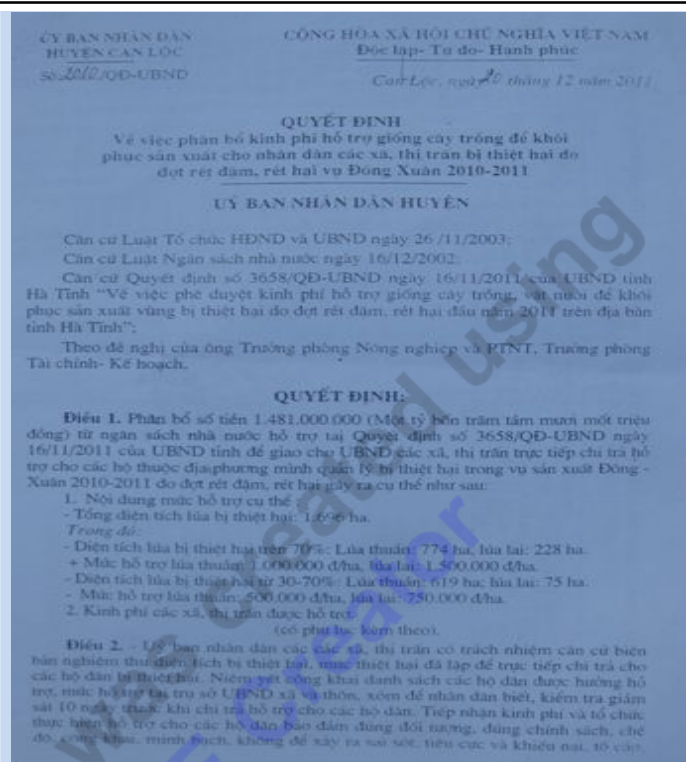 ỦY BAN NHÂN DÂN
HUYỆN CAN LỘC
Số 2010/QĐ-UBND
CỘNG HÒA XÃ HỘI CHỦ NGHĨA VIỆT NAM
Độc lập- Tự do- Hạnh phúc
Can Lộc, ngày 20 tháng 12 năm 2011
QUYẾT ĐỊNH
Về việc phân bổ kinh phí hỗ trợ giống cây trồng để khôi
phục sản xuất cho nhân dân các xã, thị trấn bị thiệt hại do
đợt rét đậm, rét hại vụ Đông Xuân 2010-2011
UỶ BAN NHÂN DÂN HUYỆN
Căn cứ Luật Tổ chức HĐND và UBND ngày 26 /11/2003;
Căn cứ Luật Ngân sách nhà nước ngày 16/12/2002;
Căn cứ Quyết định số 3658/QĐ-UBND ngày 16/11/2011 của UBND tỉnh
Hà Tĩnh "Về việc phê duyệt kinh phí hỗ trợ giống cây trồng, vật nuôi để khôi
phục sản xuất vùng bị thiệt hại do đợt rét đậm, rét hại đầu năm 2011 trên địa bàn
tỉnh Hà Tĩnh";
Theo đề nghị của ông Trưởng phòng Nông nghiệp và PTNT, Trưởng phòng
Tài chính- Kế hoạch,
QUYẾT ĐỊNH:
Điều 1. Phân bổ số tiền 1.481.000.000 (Một tỷ bốn trăm tám mươi một triệu
đồng) từ ngân sách nhà nước hỗ trợ tại Quyết định số 3658/QĐ-UBND ngày
16/11/2011 của UBND tỉnh để giao cho UBND các xã, thị trấn trực tiếp chi trả hỗ
trợ cho các hộ thuộc địa phương mình quản lý bị thiệt hại trong vụ sản xuất Đông -
Xuân 2010-2011 do đợt rét đậm, rét hại gây ra cụ thể như sau:
1. Nội dung mức hỗ trợ cụ thể :
- Tổng diện tích lúa bị thiệt hại: 1.696 ha.
Trong đó:
- Diện tích lúa bị thiệt hại trên 70%: Lúa thuần: 774 ha, lúa lai: 228 ha.
+ Mức hỗ trợ lúa thuần: 1.000.000 đ/ha, lúa lai: 1.500.000 đ/ha.
- Diện tích lúa bị thiệt hại từ 30-70%: Lúa thuần: 619 ha; lúa lai: 75 ha.
- Mức hỗ trợ lúa thuần: 500.000 đ/ha, lúa lai: 750.000 đ/ha.
2. Kinh phí các xã, thị trấn được hỗ trợ.
(có phụ lục kèm theo).
Điều 2. - Uỷ ban nhân dân các xã, thị trấn có trách nhiệm căn cứ biên
bản nghiệm thu diện tích bị thiệt hại, mức thiệt hại đã lập để trực tiếp chi trả cho
các hộ dân bị thiệt hại. Niêm yết công khai danh sách các hộ dân được hưởng hỗ
trợ, mức hỗ trợ tại trụ sở UBND xã và thôn, xóm để nhân dân biết, kiểm tra giám
sát 10 ngày trước khi chi trả hỗ trợ cho các hộ dân. Tiếp nhận kinh phí và tổ chức
thực hiện hỗ trợ cho các hộ dân bảo đảm đúng đối tượng, đúng chính sách, chế
độ, công khai, minh bạch, không để xảy ra sai sót, tiêu cực và khiếu nại, tố cáo.
was created using
Creator